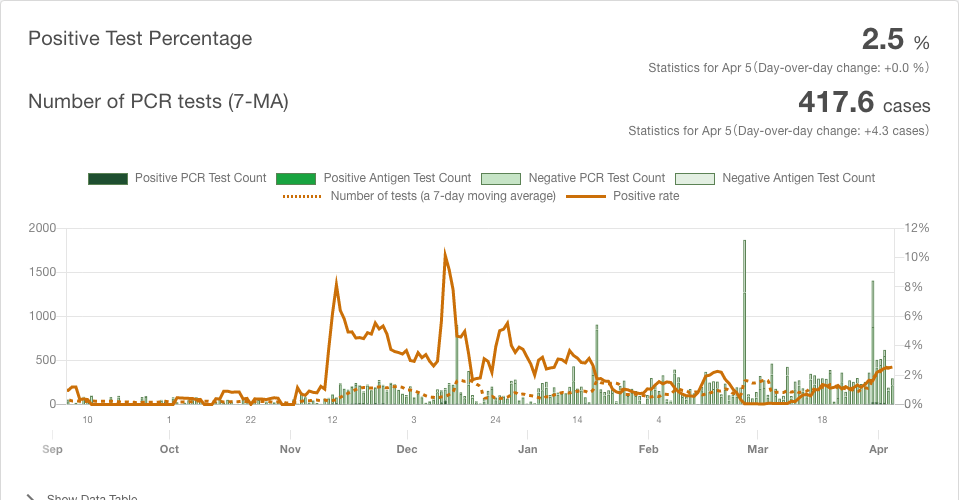 Positive Test Percentage
2.5 %
Statistics for Apr 5(Day-over-day change: +0.0 %)
Number of PCR tests (7-MA)
417.6 cases
Statistics for Apr 5(Day-over-day change: +4.3 cases)
Positive PCR Test Count Positive Antigen Test Count Negative PCR Test Count Negative Antigen Test Count
Number of tests (a 7-day moving average) Positive rate
2000 12%
10%
1500
8%
1000 6%
4%
500
2%
0 0%
10 1 22 12 3 24 14 4 25 18
Sep Oct Nov Dec Jan Feb Mar Apr
Show Data Table